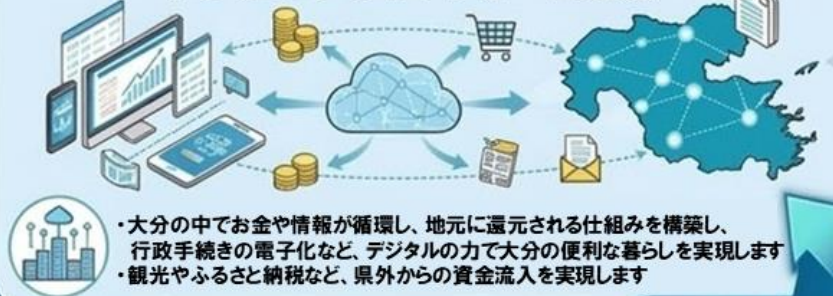 ・大分の中でお金や情報が循環し、地元に還元される仕組みを構築し、
行政手続きの電子化など、デジタルの力で大分の便利な暮らしを実現します
・観光やふるさと納税など、県外からの資金流入を実現します